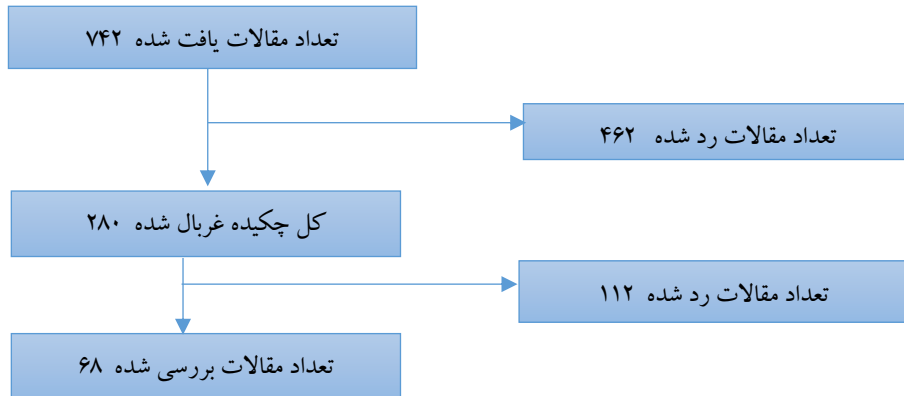 تعداد مقالات یافت شده ۷۴۲
تعداد مقالات رد شده ۴۶۲
کل چکیده غربال شده ۲۸۰
تعداد مقالات رد شده ۱۱۲
تعداد مقالات بررسی شده ۶۸